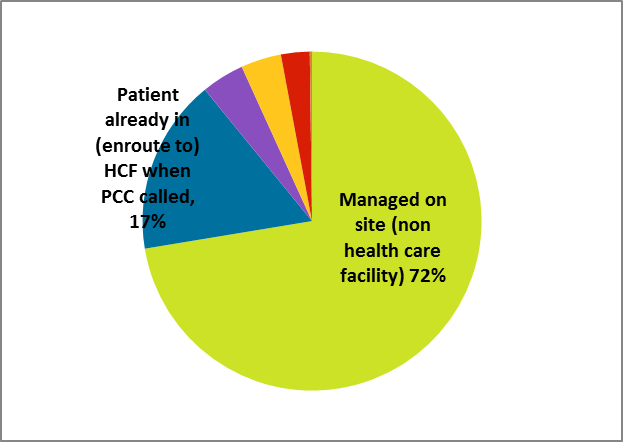 Patient
already in
(enroute to)
HCF when
PCC called,
17%
Managed on
site (non
health care
facility) 72%